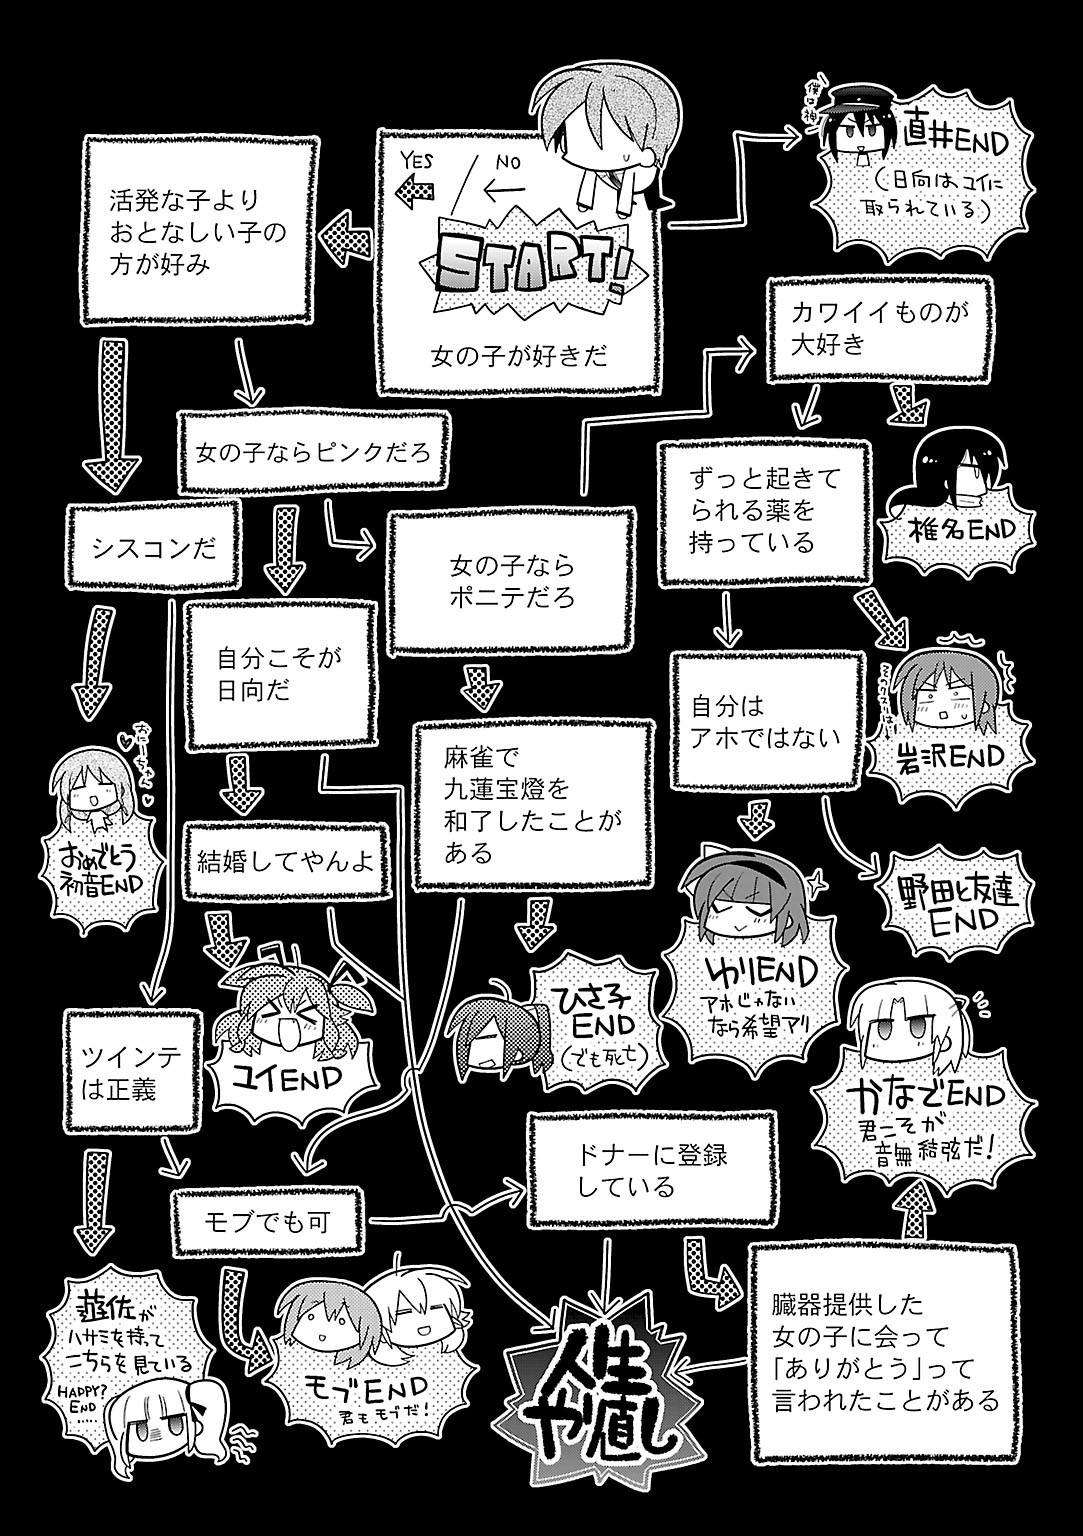 YES
NO
START!
女の子が好きだ
僕は神
直井END
(日向はユイに
取られている)
活発な子より
おとなしい子の
方が好み
カワイイものが
大好き
女の子ならピンクだろ
シスコンだ
女の子なら
ポニテだろ
ずっと起きて
られる薬を
持っている
椎名END
自分こそが
日向だ
自分は
アホではない
岩沢END
おにーちゃん
おめでとう
初音END
結婚してやんよ
麻雀で
九蓮宝燈を
和了したことが
ある
野田と友達
END
ゆりEND
アホじゃない
なら希望アリ
ユイEND
ひさ子
END
(でも死亡)
かなでEND
君こそが
音無結弦だ!
ツインテ
は正義
モブでも可
ドナーに登録
している
遊佐が
ハサミを持って
こちらを見ている
HAPPY?
END
.....
モブEND
君もモブだ!
人生
やり直し
臓器提供した
女の子に会って
「ありがとう」って
言われたことがある